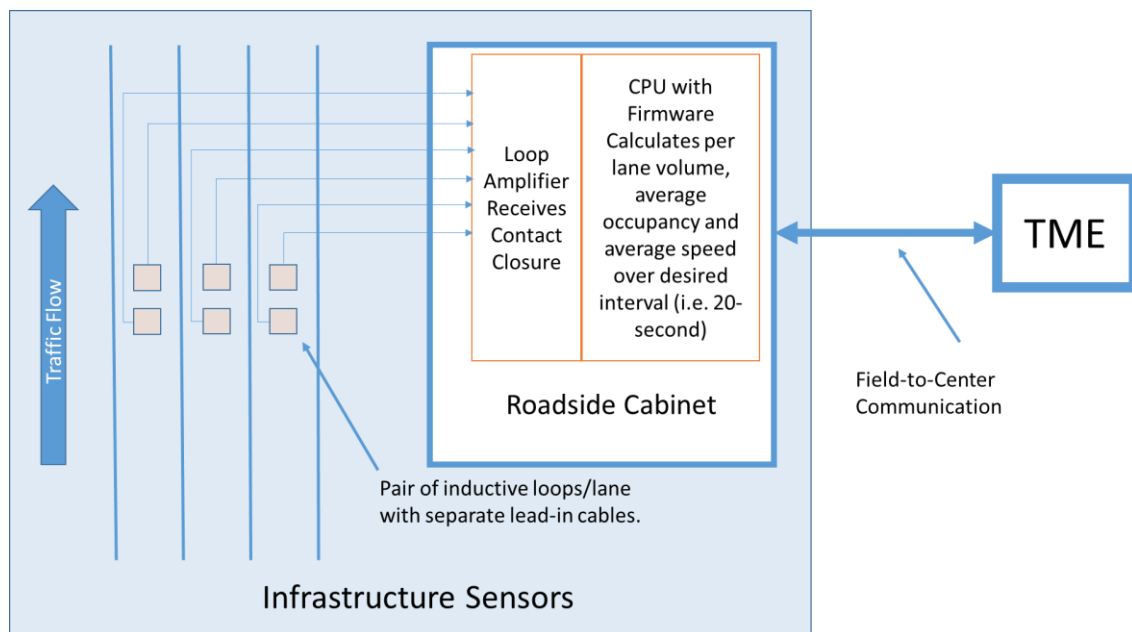 Traffic Flow
Loop
Amplifier
Receives
Contact
Closure
CPU with
Firmware
Calculates per
lane volume,
average
occupancy and
average speed
over desired
interval (i.e. 20-
second)
Roadside Cabinet
TME
Field-to-Center
Communication
Pair of inductive loops/lane
with separate lead-in cables.
Infrastructure Sensors